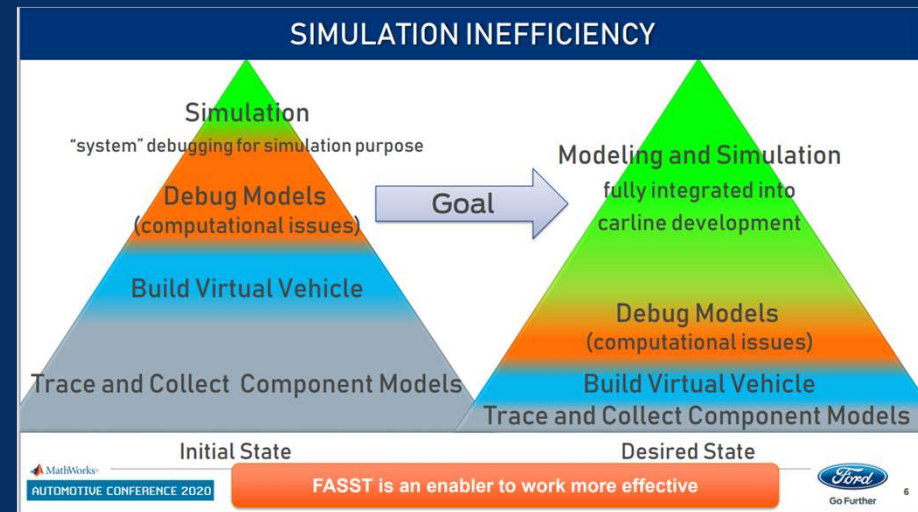 SIMULATION INEFFICIENCY
Simulation
"system" debugging for simulation purpose
Debug Models
(computational issues)
Build Virtual Vehicle
Trace and Collect Component Models
Goal
Modeling and Simulation
fully integrated into
carline development
Debug Models
(computational issues)
Build Virtual Vehicle
Trace and Collect Component Models
Initial State
Desired State
MathWorks
AUTOMOTIVE CONFERENCE 2020
FASST is an enabler to work more effective
Ford
Go Further
6